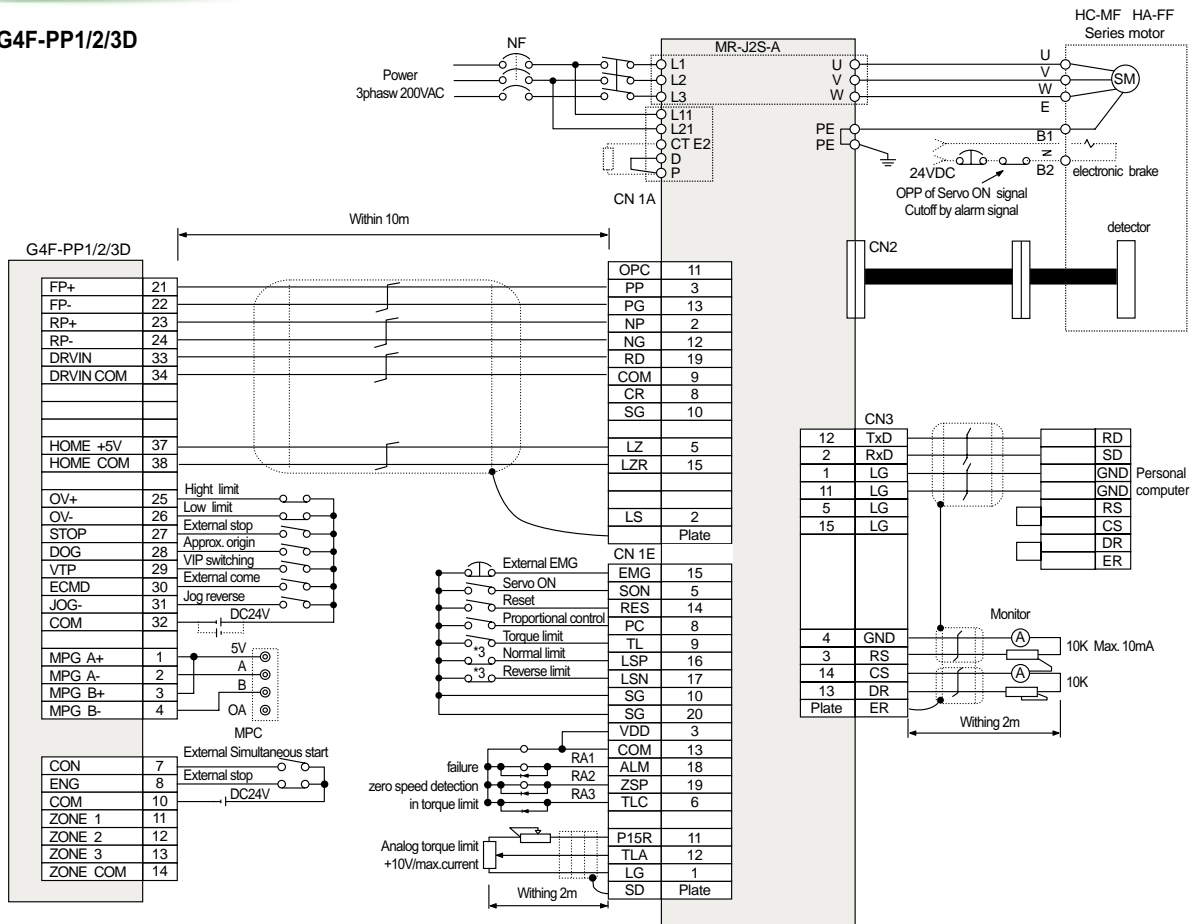 G4F-PP1/2/3D
HC-MF HA-FF
Series motor
NF
MR-J2S-A
Power
3phasw 200VAC
L1
L2
L3
L11
L21
CT E2
D
P
U
V
W
PE
PE
U
V
W
E
SM
B1
N
B2
24VDC
electronic brake
OPP of Servo ON signal
Cutoff by alarm signal
detector
CN2
CN 1A
Within 10m
G4F-PP1/2/3D
FP+ 21
FP- 22
RP+ 23
RP- 24
DRVIN 33
DRVIN COM 34
HOME +5V 37
HOME COM 38
OV+ 25 Hight limit
OV- 26 Low limit
STOP 27 External stop
DOG 28 Approx. origin
VTP 29 VIP switching
ECMD 30 External come
JOG- 31 Jog reverse
COM 32 DC24V
MPG A+ 1 5V
MPG A- 2 A
MPG B+ 3 B
MPG B- 4 OA
MPC
External Simultaneous start
CON 7
ENG 8 External stop
COM 10 DC24V
ZONE 1 11
ZONE 2 12
ZONE 3 13
ZONE COM 14
OPC 11
PP 3
PG 13
NP 2
NG 12
RD 19
COM 9
CR 8
SG 10
LZ 5
LZR 15
LS 2
Plate
CN 1E
External EMG EMG 15
Servo ON SON 5
Reset RES 14
Proportional control PC 8
Torque limit TL 9
*3 Normal limit LSP 16
*3 Reverse limit LSN 17
SG 10
SG 20
VDD 3
COM 13
failure RA1 ALM 18
zero speed detection RA2 ZSP 19
in torque limit RA3 TLC 6
Analog torque limit
+10V/max.current
P15R 11
TLA 12
LG 1
SD Plate
Withing 2m
CN3
12 TxD RD
2 RxD SD
1 LG GND
11 LG GND
5 LG RS
15 LG CS
DR
ER
Personal
computer
Monitor
4 GND A
3 RS 10K Max. 10mA
14 CS A
13 DR 10K
Plate ER
Withing 2m